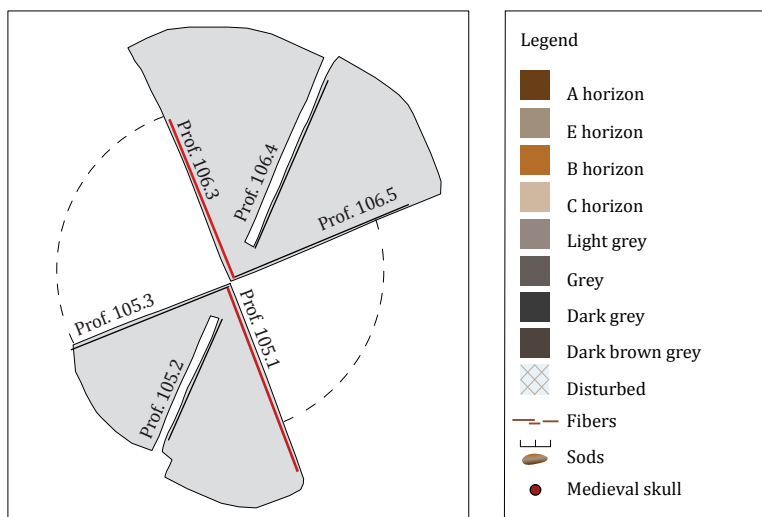 Prof. 106.3
Prof. 106.4
Prof. 106.5
Prof. 105.3
Prof. 105.1
Prof. 105.2
Legend
A horizon
E horizon
B horizon
C horizon
Light grey
Grey
Dark grey
Dark brown grey
Disturbed
Fibers
Sods
Medieval skull